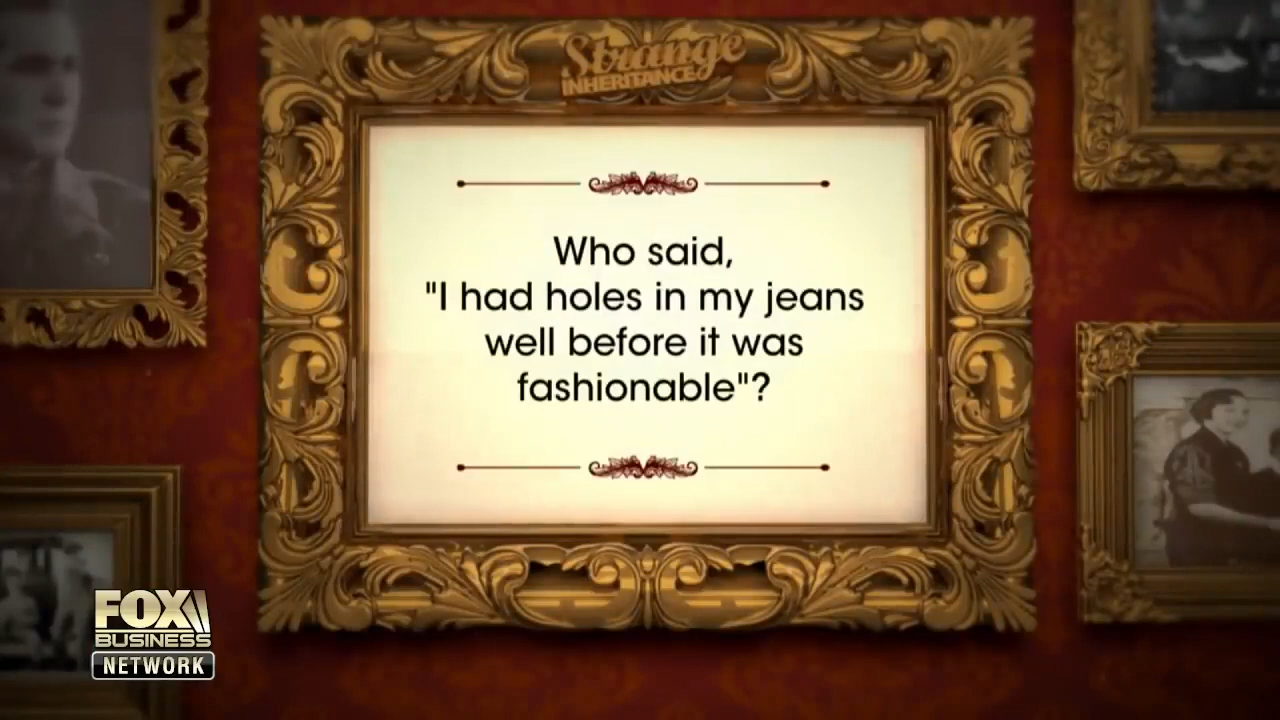 Strange
INHERITANCE
Who said,
"I had holes in my jeans
well before it was
fashionable"?
FOX
BUSINESS
NETWORK